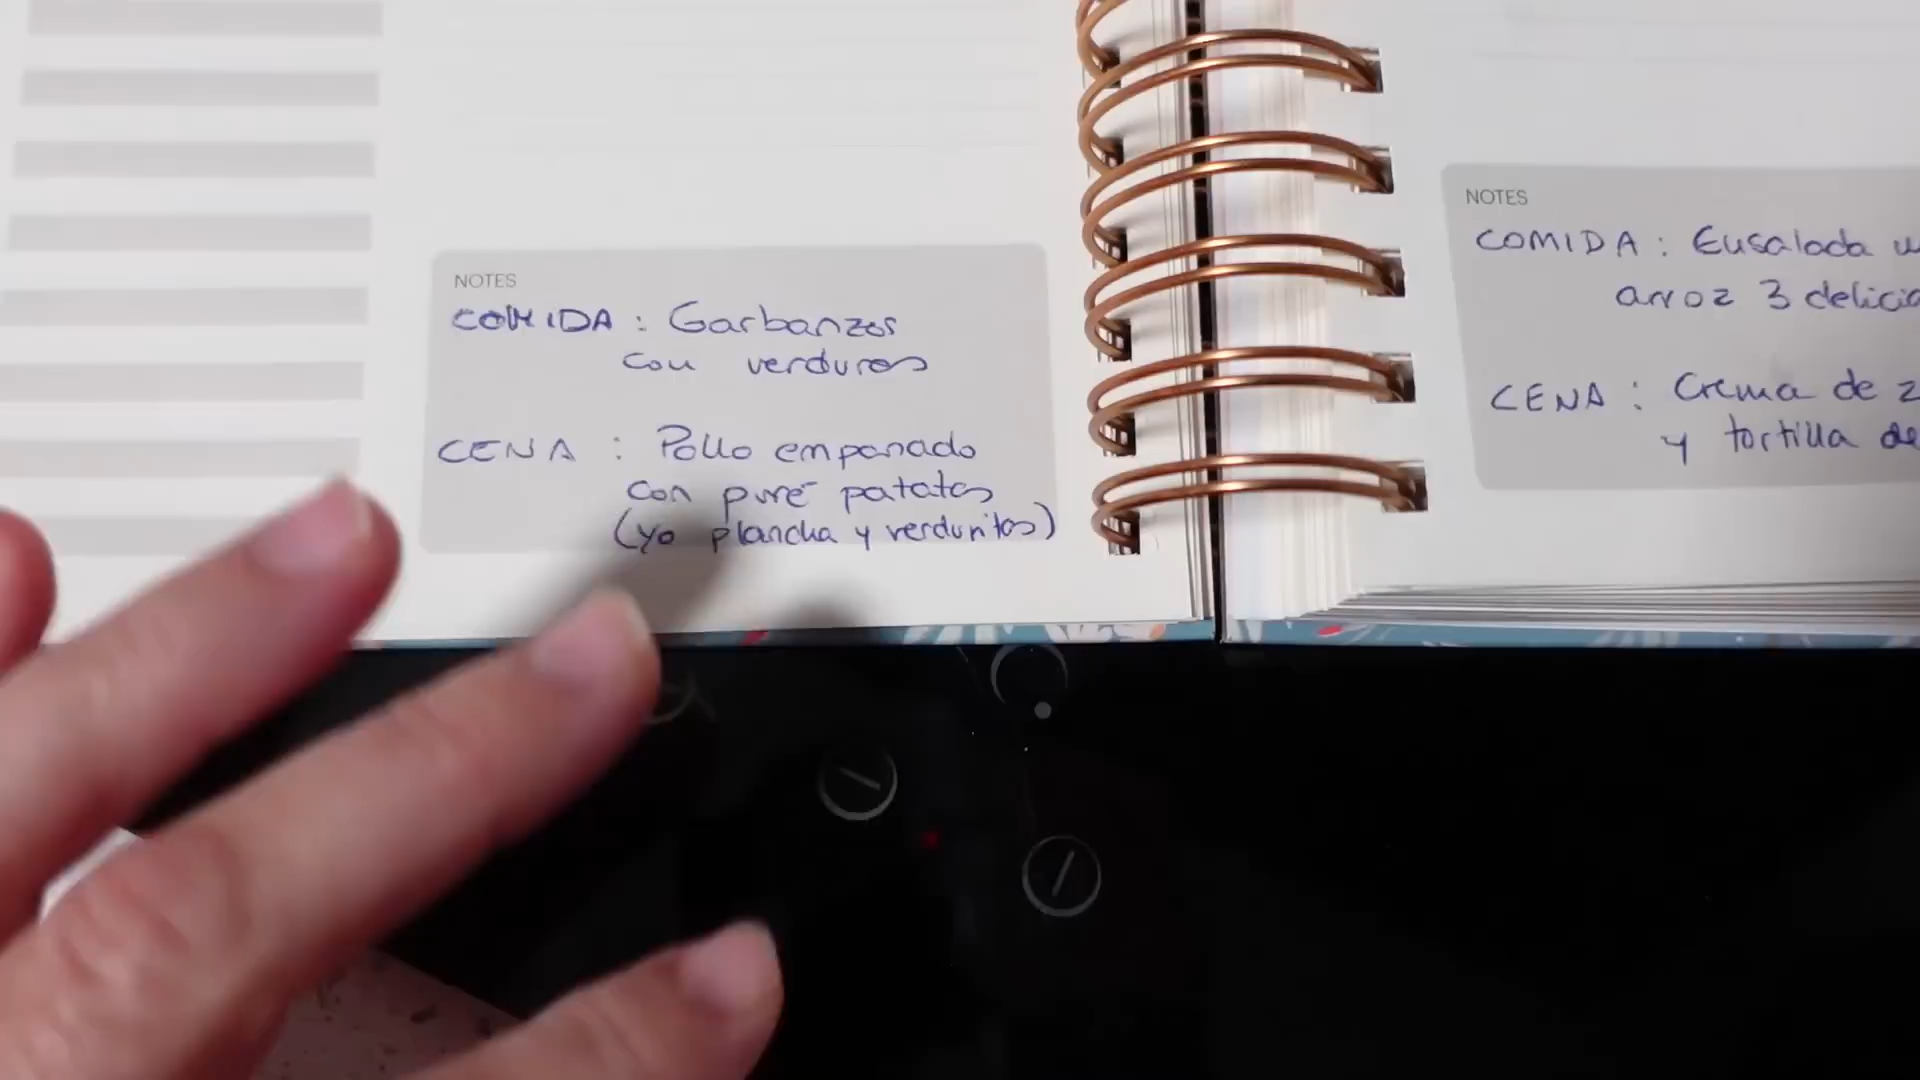 NOTES
COMIDA : Garbanzos
con verduras
CENA : Pollo empanado
con puré patatas
(yo plancha y verduritas)
NOTES
COMIDA : Ensalada
arroz 3
CENA : Crema de
y tortilla de